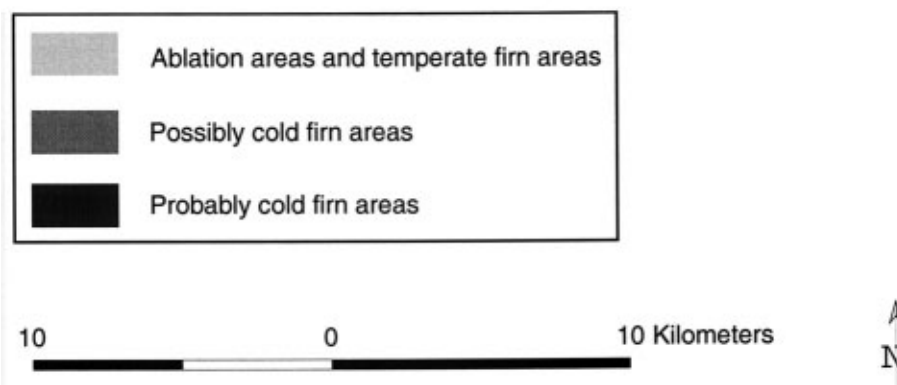 Ablation areas and temperate firn areas
Possibly cold firn areas
Probably cold firn areas
10 0 10 Kilometers
N